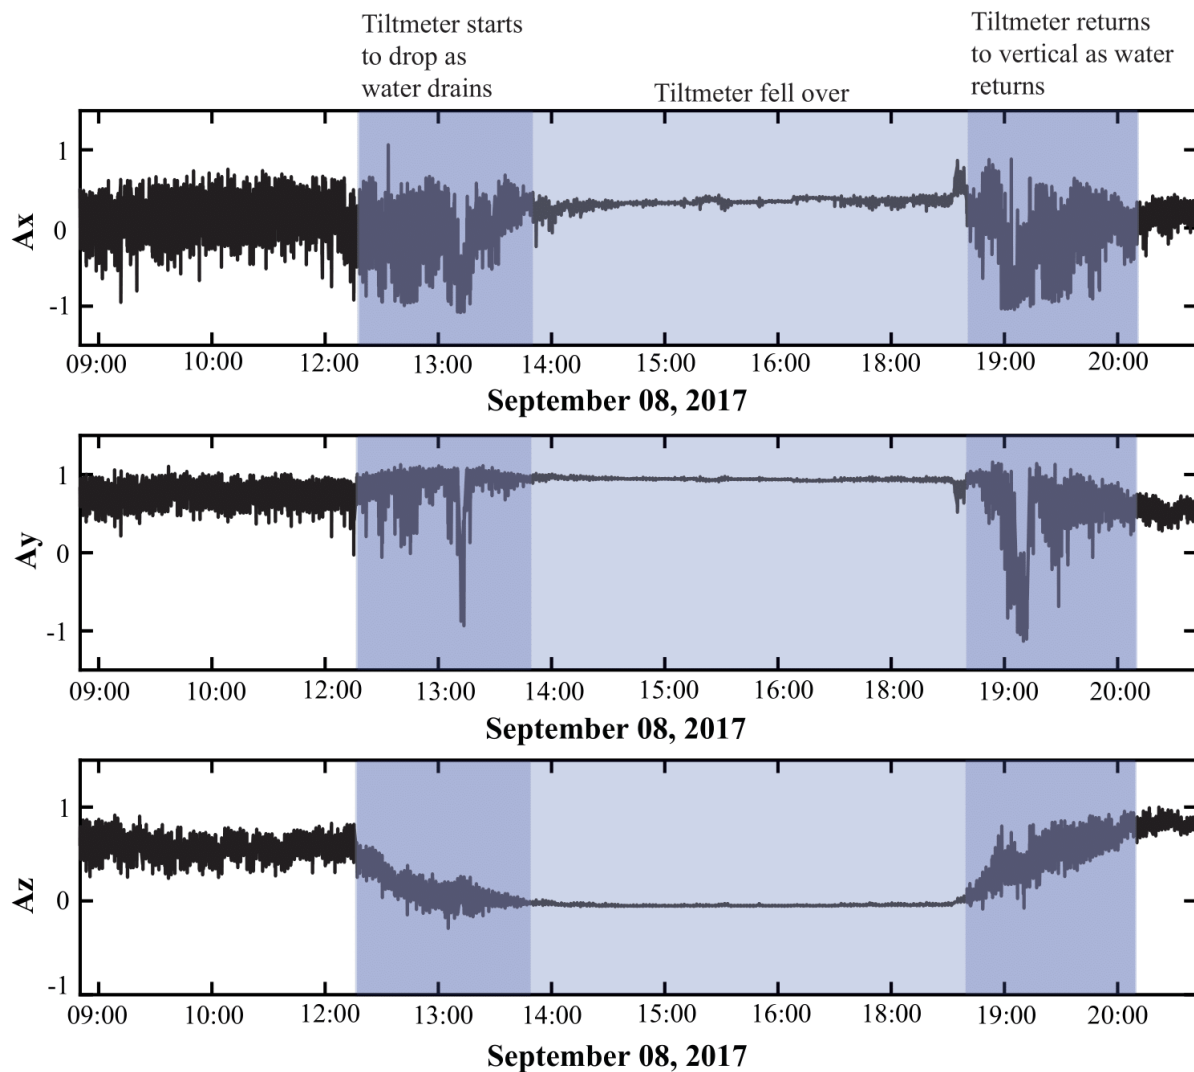 Tiltmeter starts
to drop as
water drains
Tiltmeter fell over
Tiltmeter returns
to vertical as water
returns
Ax
1
0
-1
09:00 10:00 12:00 13:00 14:00 15:00 16:00 18:00 19:00 20:00
September 08, 2017
Ay
1
0
-1
09:00 10:00 12:00 13:00 14:00 15:00 16:00 18:00 19:00 20:00
September 08, 2017
Az
1
0
-1
09:00 10:00 12:00 13:00 14:00 15:00 16:00 18:00 19:00 20:00
September 08, 2017